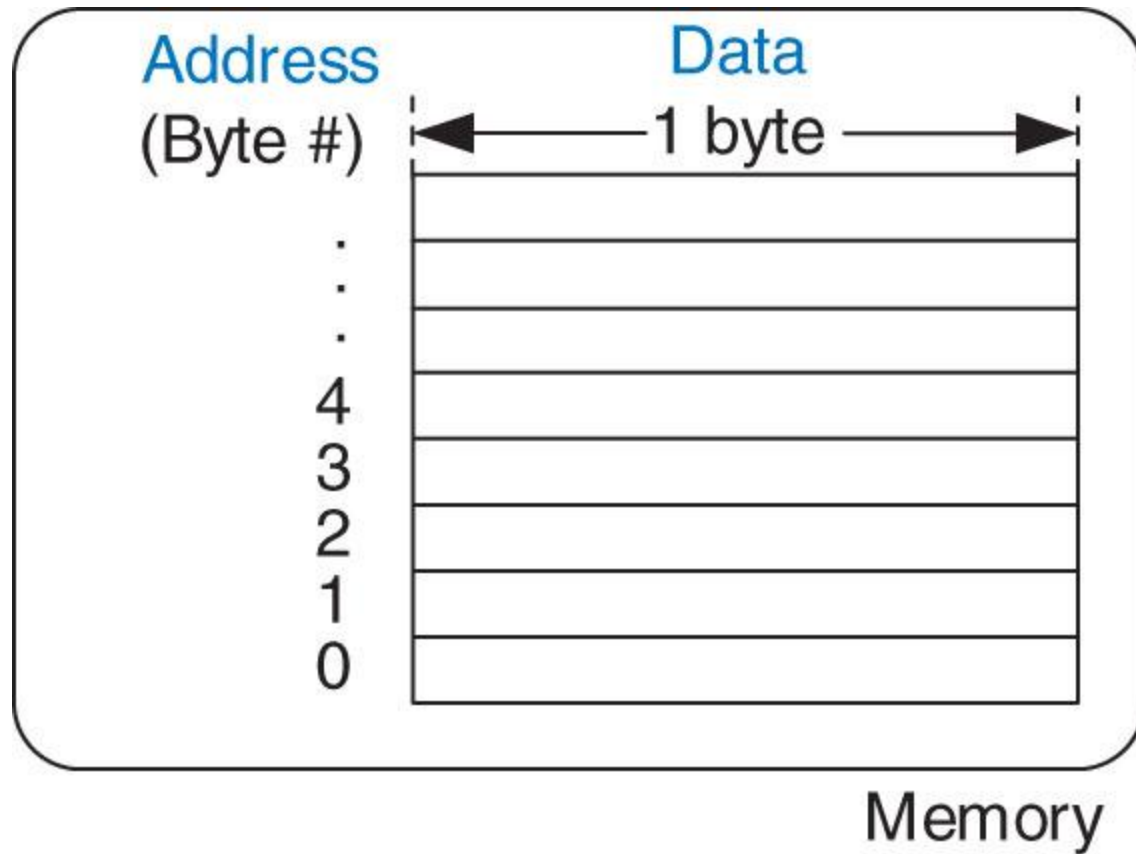 Address Data
(Byte #) 1 byte
.
.
.
4
3
2
1
0
Memory